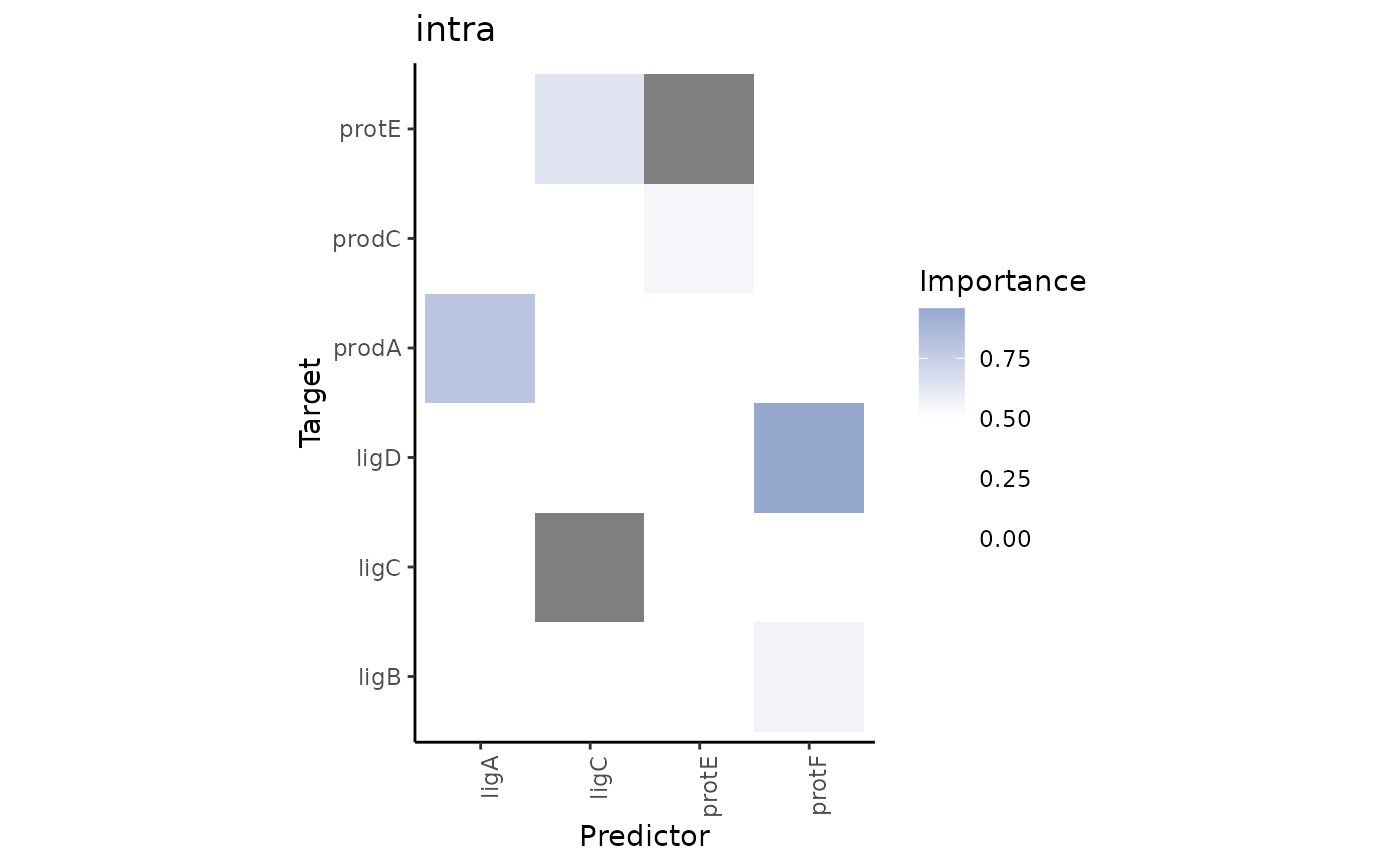 intra
protE
prodC
prodA
ligD
ligC
ligB
Target
ligA
ligC
protE
protF
Predictor
Importance
0.75
0.50
0.25
0.00